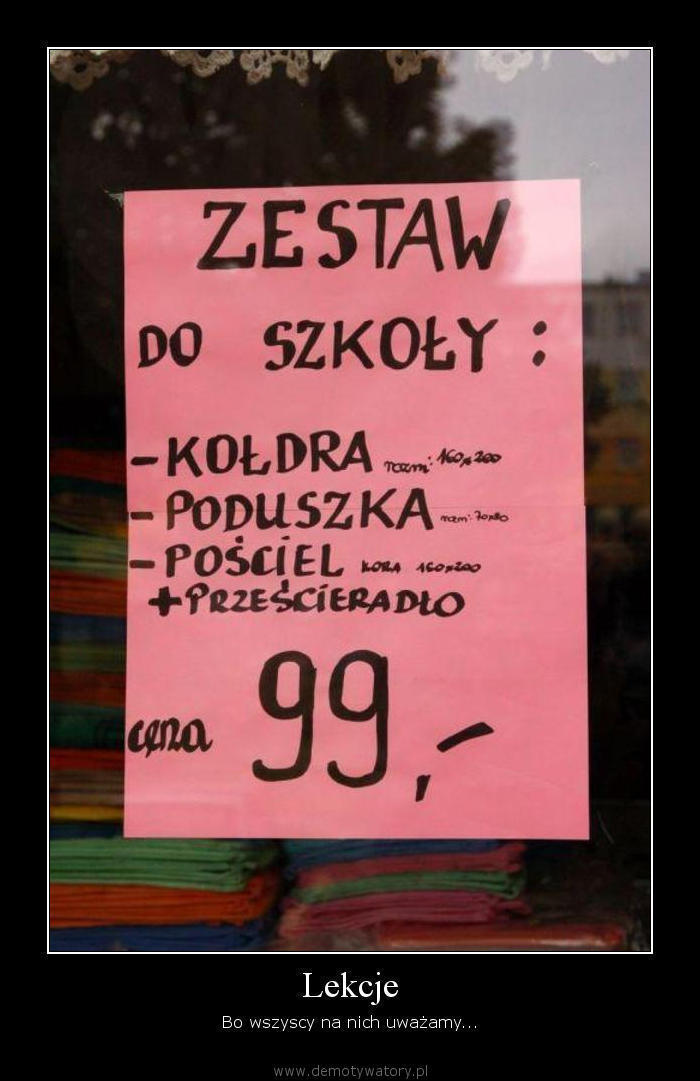 ZESTAW
DO SZKOŁY :
-KOŁDRA rozm: 160x200
-PODUSZKA rozm: 70x80
-POŚCIEL KORA 160x200
+PRZEŚCIERADŁO
cena 99,-
Lekcje
Bo wszyscy na nich uważamy...
www.demotywatory.pl